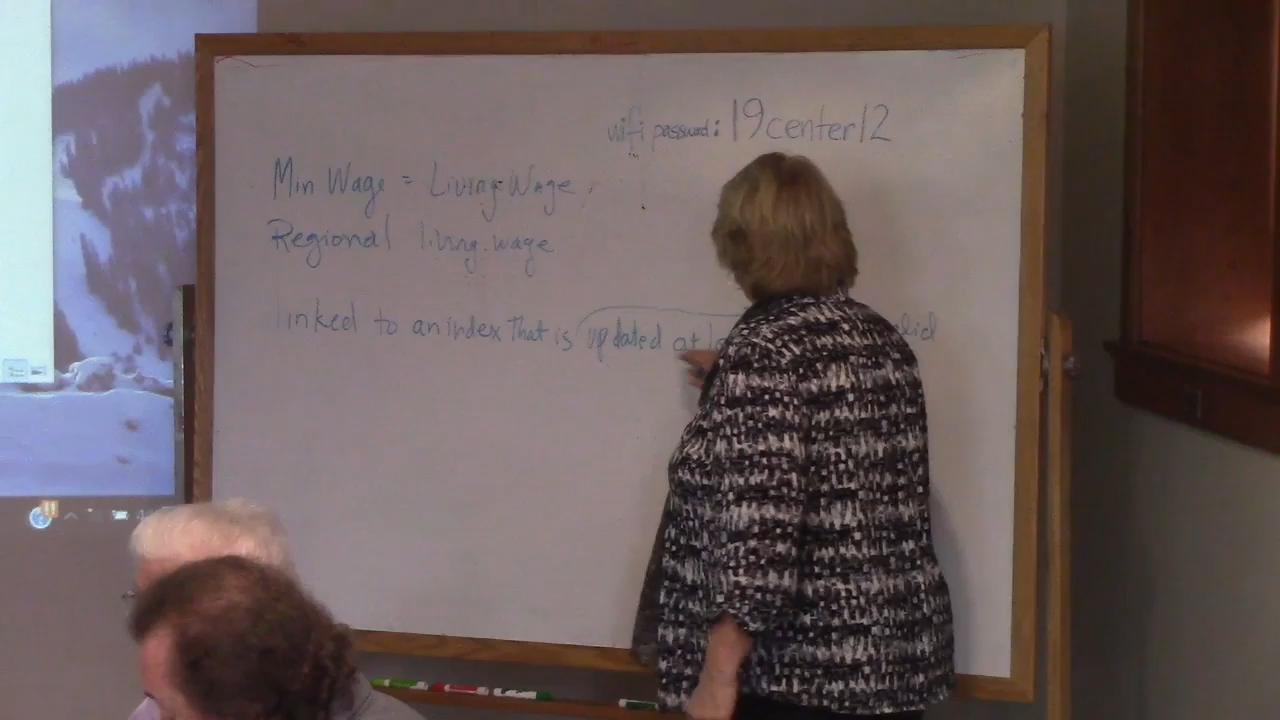 wifi password: 19center12
Min Wage = Living Wage
Regional living wage
linked to an index that is updated at